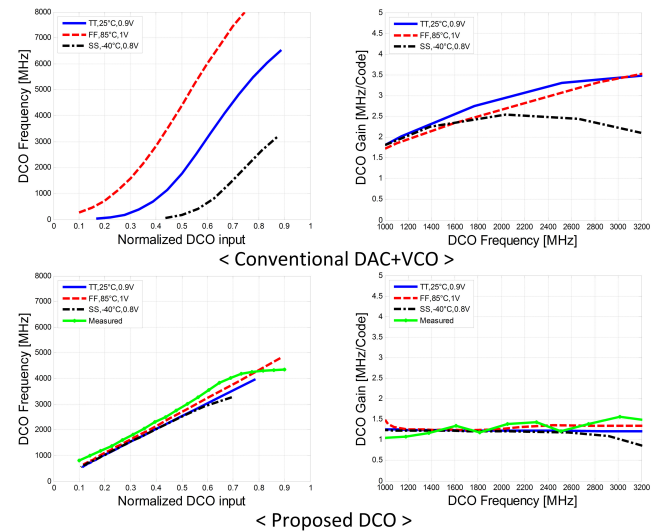 TT,25°C,0.9V
FF,85°C,1V
SS,-40°C,0.8V
DCO Frequency [MHz]
8000
7000
6000
5000
4000
3000
2000
1000
0
0 0.1 0.2 0.3 0.4 0.5 0.6 0.7 0.8 0.9 1
Normalized DCO input
TT,25°C,0.9V
FF,85°C,1V
SS,-40°C,0.8V
DCO Gain [MHz/Code]
5
4.5
4
3.5
3
2.5
2
1.5
1
0.5
0
1000 1200 1400 1600 1800 2000 2200 2400 2600 2800 3000 3200
DCO Frequency [MHz]
< Conventional DAC+VCO >
TT,25°C,0.9V
FF,85°C,1V
SS,-40°C,0.8V
Measured
DCO Frequency [MHz]
8000
7000
6000
5000
4000
3000
2000
1000
0
0 0.1 0.2 0.3 0.4 0.5 0.6 0.7 0.8 0.9 1
Normalized DCO input
TT,25°C,0.9V
FF,85°C,1V
SS,-40°C,0.8V
Measured
DCO Gain [MHz/Code]
5
4.5
4
3.5
3
2.5
2
1.5
1
0.5
0
1000 1200 1400 1600 1800 2000 2200 2400 2600 2800 3000 3200
DCO Frequency [MHz]
< Proposed DCO >